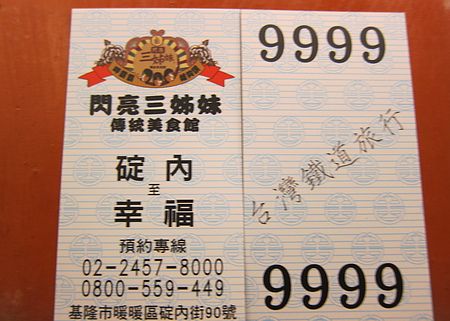 三姊妹
閃亮三姊妹
傳統美食館
碇內
至
幸福
預約專線
02-2457-8000
0800-559-449
基隆市暖暖區碇內街90號
9999
台灣鐵道旅行
9999